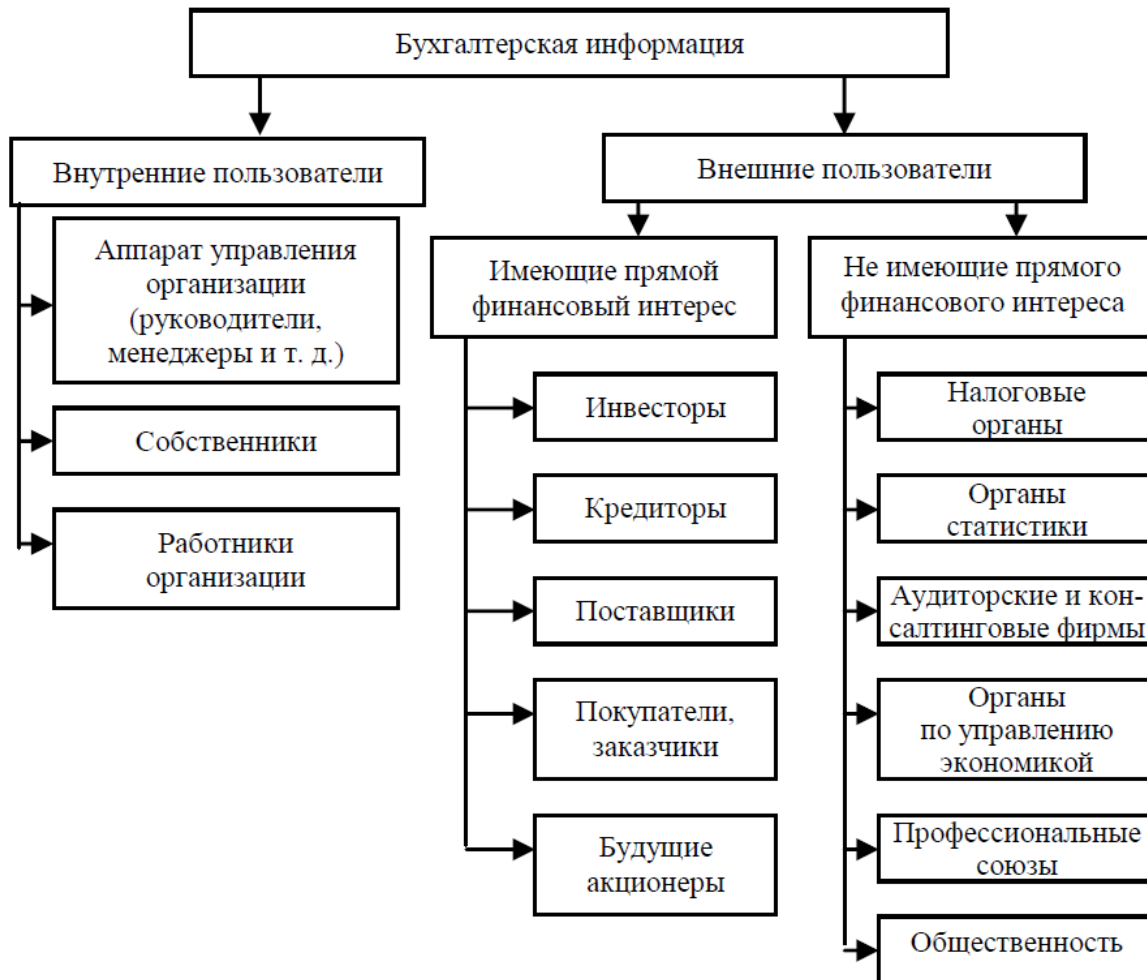 Бухгалтерская информация
Внутренние пользователи
Аппарат управления
организации
(руководители,
менеджеры и т. д.)
Собственники
Работники
организации
Внешние пользователи
Имеющие прямой
финансовый интерес
Инвесторы
Кредиторы
Поставщики
Покупатели,
заказчики
Будущие
акционеры
Не имеющие прямого
финансового интереса
Налоговые
органы
Органы
статистики
Аудиторские и кон-
салтинговые фирмы
Органы
по управлению
экономикой
Профессиональные
союзы
Общественность